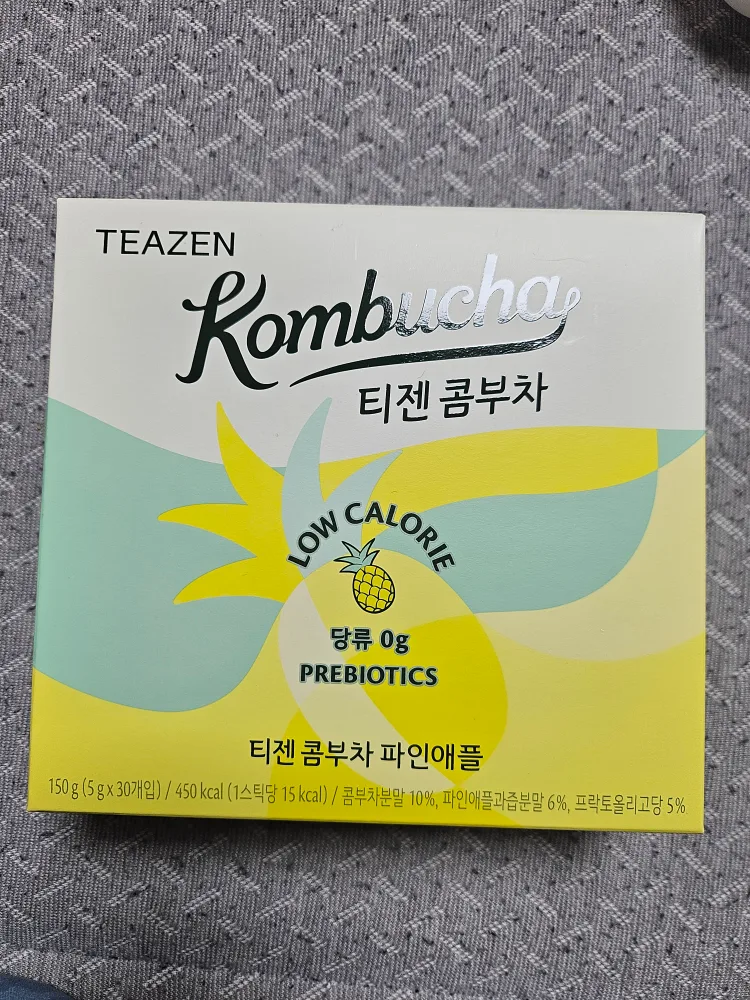 TEAZEN
Kombucha
티젠 콤부차
LOW CALORIE
당류 0g
PREBIOTICS
티젠 콤부차 파인애플
150 g (5 g x 30개입) / 450 kcal (1스틱당 15 kcal) / 콤부차분말 10%, 파인애플과즙분말 6%, 프락토올리고당 5%